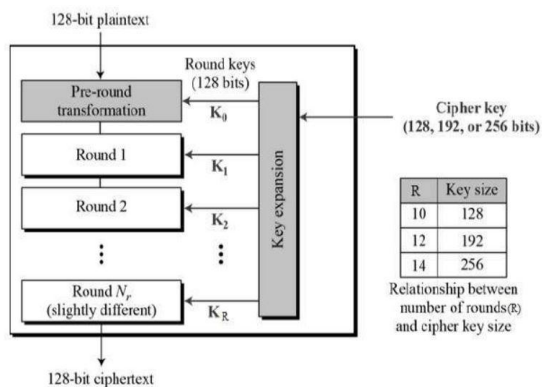 128-bit plaintext
Round keys
(128 bits)
Pre-round
transformation
K0
Cipher key
(128, 192, or 256 bits)
Round 1
K1
Round 2
K2
Key expansion
Round Nr
(slightly different)
KR
R Key size
10 128
12 192
14 256
Relationship between
number of rounds(R)
and cipher key size
128-bit ciphertext